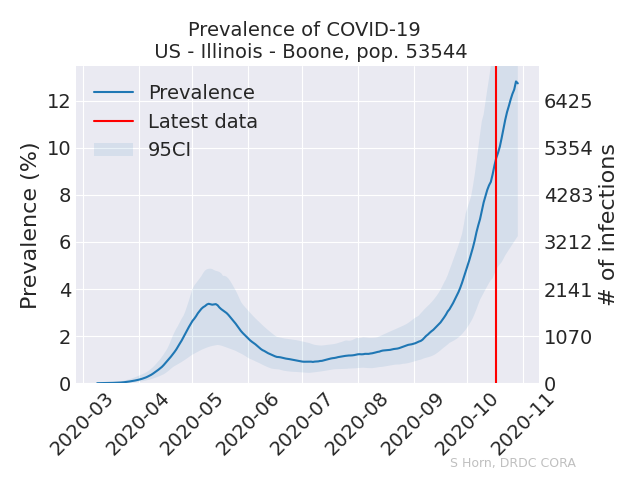 Prevalence of COVID-19
US - Illinois - Boone, pop. 53544
Prevalence
Latest data
95CI
Prevalence (%)
12
10
8
6
4
2
0
6425
5354
4283
3212
2141
1070
0
# of infections
2020-03
2020-04
2020-05
2020-06
2020-07
2020-08
2020-09
2020-10
2020-11
S Horn, DRDC CORA